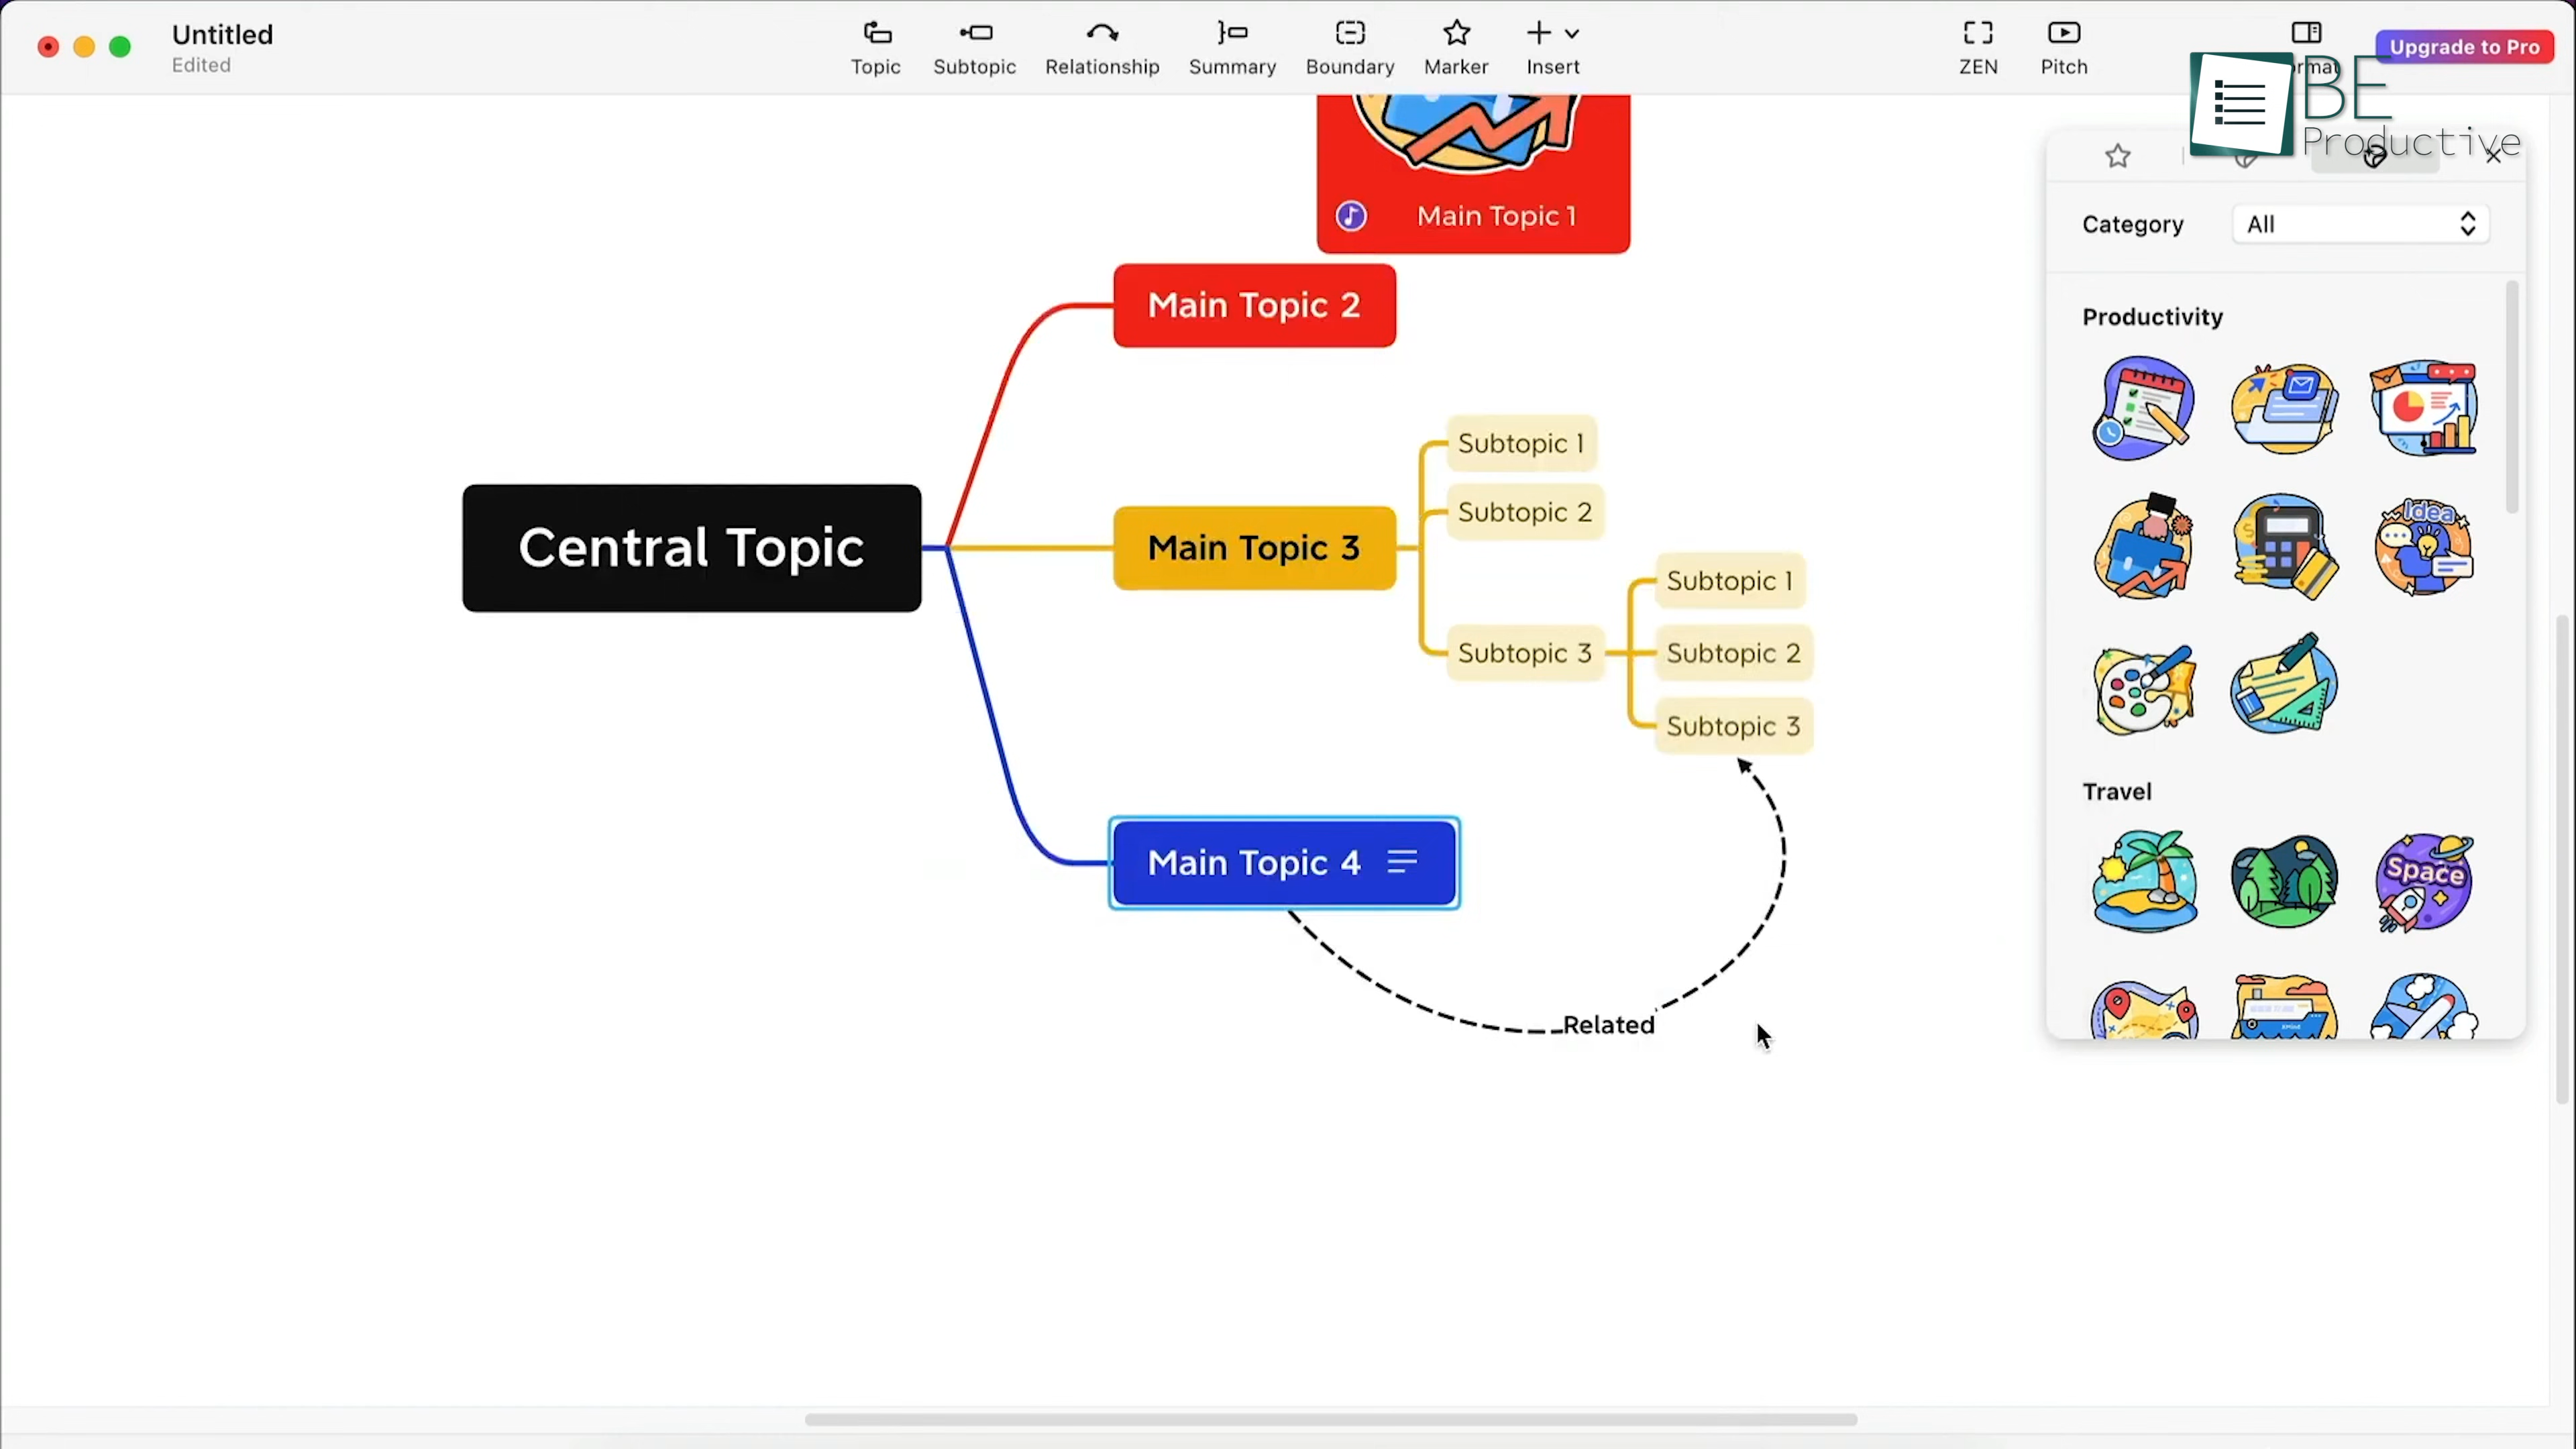 Untitled
Edited
Topic
Subtopic
Relationship
Summary
Boundary
Marker
Insert
ZEN
Pitch
Upgrade to Pro
BE
Productive
Main Topic 1
Category
All
Main Topic 2
Productivity
Subtopic 1
Subtopic 2
Idea
Central Topic
Main Topic 3
Subtopic 1
Subtopic 3
Subtopic 2
Subtopic 3
Travel
Main Topic 4
Space
Related